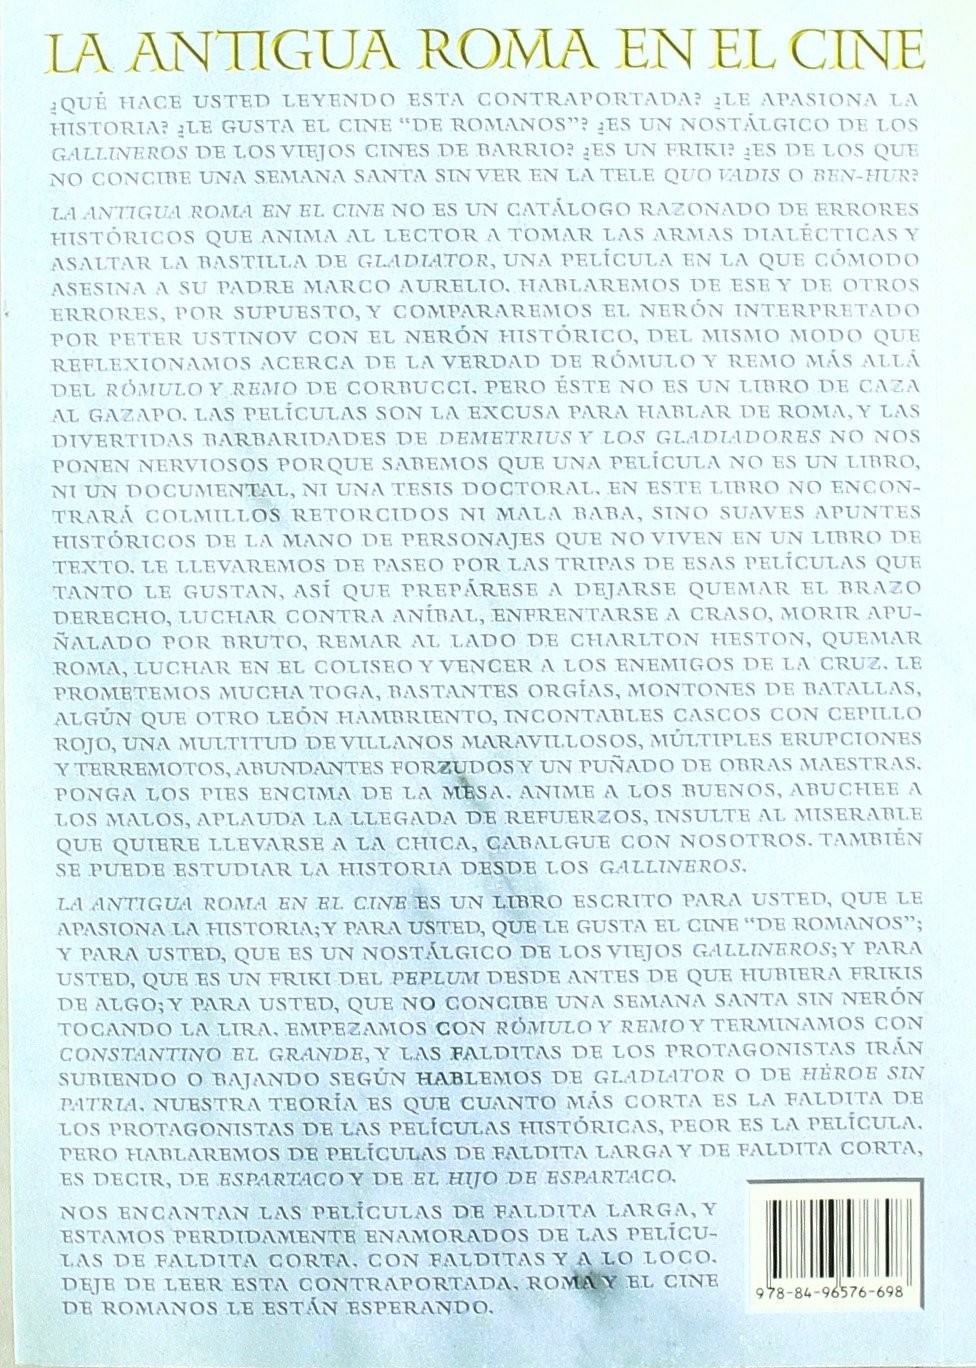 LA ANTIGUA ROMA EN EL CINE
¿QUÉ HACE USTED LEYENDO ESTA CONTRAPORTADA? ¿LE APASIONA LA
HISTORIA? ¿LE GUSTA EL CINE “DE ROMANOS”? ¿ES UN NOSTÁLGICO DE LOS
GALLINEROS DE LOS VIEJOS CINES DE BARRIO? ¿ES UN FRIKI? ¿ES DE LOS QUE
NO CONCIBE UNA SEMANA SANTA SIN VER EN LA TELE QUO VADIS O BEN-HUR?
LA ANTIGUA ROMA EN EL CINE NO ES UN CATÁLOGO RAZONADO DE ERRORES
HISTÓRICOS QUE ANIMA AL LECTOR A TOMAR LAS ARMAS DIALÉCTICAS Y
ASALTAR LA BASTILLA DE GLADIATOR, UNA PELÍCULA EN LA QUE CÓMODO
ASESINA A SU PADRE MARCO AURELIO. HABLAREMOS DE ESE Y DE OTROS
ERRORES, POR SUPUESTO, Y COMPARAREMOS EL NERÓN INTERPRETADO
POR PETER USTINOV CON EL NERÓN HISTÓRICO, DEL MISMO MODO QUE
REFLEXIONAMOS ACERCA DE LA VERDAD DE RÓMULO Y REMO MÁS ALLÁ
DEL RÓMULO Y REMO DE CORBUCCI. PERO ÉSTE NO ES UN LIBRO DE CAZA
AL GAZAPO. LAS PELÍCULAS SON LA EXCUSA PARA HABLAR DE ROMA, Y LAS
DIVERTIDAS BARBARIDADES DE DEMETRIUS Y LOS GLADIADORES NO NOS
PONEN NERVIOSOS PORQUE SABEMOS QUE UNA PELÍCULA NO ES UN LIBRO,
NI UN DOCUMENTAL, NI UNA TESIS DOCTORAL. EN ESTE LIBRO NO ENCON-
TRARÁ COLMILLOS RETORCIDOS NI MALA BABA, SINO SUAVES APUNTES
HISTÓRICOS DE LA MANO DE PERSONAJES QUE NO VIVEN EN UN LIBRO DE
TEXTO. LE LLEVAREMOS DE PASEO POR LAS TRIPAS DE ESAS PELÍCULAS QUE
TANTO LE GUSTAN, ASÍ QUE PREPÁRESE A DEJARSE QUEMAR EL BRAZO
DERECHO, LUCHAR CONTRA ANÍBAL, ENFRENTARSE A CRASO, MORIR APU-
ÑALADO POR BRUTO, REMAR AL LADO DE CHARLTON HESTON, QUEMAR
ROMA, LUCHAR EN EL COLISEO Y VENCER A LOS ENEMIGOS DE LA CRUZ. LE
PROMETEMOS MUCHA TOGA, BASTANTES ORGÍAS, MONTONES DE BATALLAS,
ALGÚN QUE OTRO LEÓN HAMBRIENTO, INCONTABLES CASCOS CON CEPILLO
ROJO, UNA MULTITUD DE VILLANOS MARAVILLOSOS, MÚLTIPLES ERUPCIONES
Y TERREMOTOS, ABUNDANTES FORZUDOS Y UN PUÑADO DE OBRAS MAESTRAS.
PONGA LOS PIES ENCIMA DE LA MESA. ANIME A LOS BUENOS, ABUCHEE A
LOS MALOS, APLAUDA LA LLEGADA DE REFUERZOS, INSULTE AL MISERABLE
QUE QUIERE LLEVARSE A LA CHICA, CABALGUE CON NOSOTROS. TAMBIÉN
SE PUEDE ESTUDIAR LA HISTORIA DESDE LOS GALLINEROS.
LA ANTIGUA ROMA EN EL CINE ES UN LIBRO ESCRITO PARA USTED, QUE LE
APASIONA LA HISTORIA; Y PARA USTED, QUE LE GUSTA EL CINE “DE ROMANOS”;
Y PARA USTED, QUE ES UN NOSTÁLGICO DE LOS VIEJOS GALLINEROS; Y PARA
USTED, QUE ES UN FRIKI DEL PEPLUM DESDE ANTES DE QUE HUBIERA FRIKIS
DE ALGO; Y PARA USTED, QUE NO CONCIBE UNA SEMANA SANTA SIN NERÓN
TOCANDO LA LIRA. EMPEZAMOS CON RÓMULO Y REMO Y TERMINAMOS CON
CONSTANTINO EL GRANDE, Y LAS FALDITAS DE LOS PROTAGONISTAS IRÁN
SUBIENDO O BAJANDO SEGÚN HABLEMOS DE GLADIATOR O DE HÉROE SIN
PATRIA. NUESTRA TEORÍA ES QUE CUANTO MÁS CORTA ES LA FALDITA DE
LOS PROTAGONISTAS DE LAS PELÍCULAS HISTÓRICAS, PEOR ES LA PELÍCULA.
PERO HABLAREMOS DE PELÍCULAS DE FALDITA LARGA Y DE FALDITA CORTA,
ES DECIR, DE ESPARTACO Y DE EL HIJO DE ESPARTACO.
NOS ENCANTAN LAS PELÍCULAS DE FALDITA LARGA, Y
ESTAMOS PERDIDAMENTE ENAMORADOS DE LAS PELÍCU-
LAS DE FALDITA CORTA. CON FALDITAS Y A LO LOCO.
DEJE DE LEER ESTA CONTRAPORTADA. ROMA Y EL CINE
DE ROMANOS LE ESTÁN ESPERANDO.
978-84-96576-698